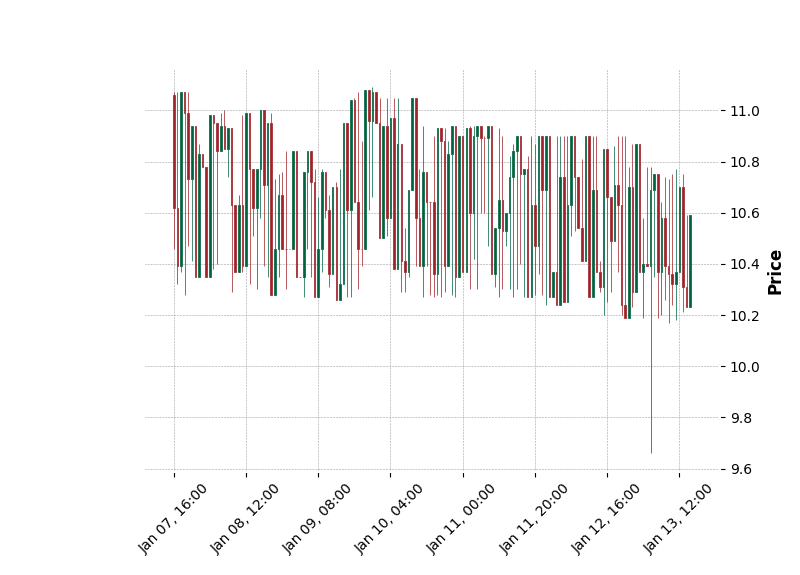 11.0
10.8
10.6
10.4
10.2
10.0
9.8
9.6
Price
Jan 07, 16:00
Jan 08, 12:00
Jan 09, 08:00
Jan 10, 04:00
Jan 11, 00:00
Jan 11, 20:00
Jan 12, 16:00
Jan 13, 12:00